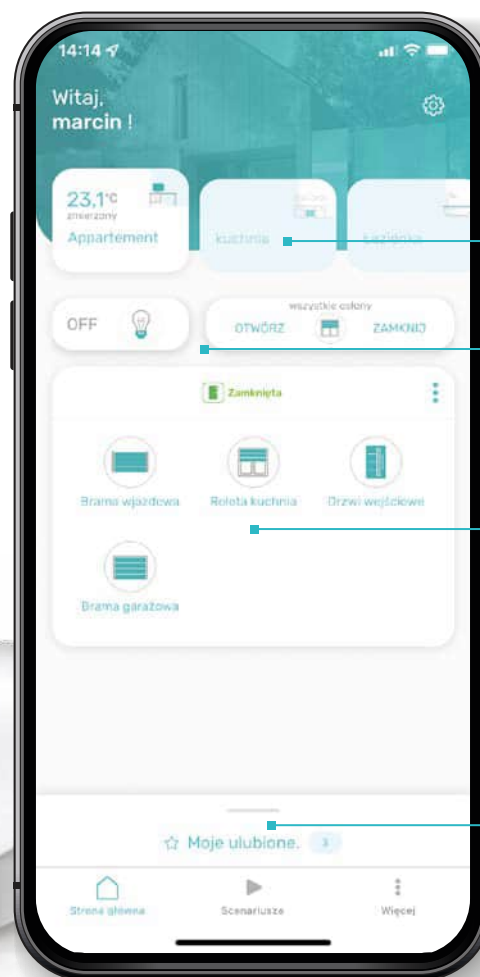 14:14
Witaj,
marcin !
23,1°C
zmierzony
Appartement
kuchnia
Łazienka
OFF
wszystkie osłony
OTWÓRZ
ZAMKNIJ
Zamknięta
Brama wjazdowa
Roleta kuchnia
Drzwi wejściowe
Brama garażowa
Moje ulubione. 3
Strona główna
Scenariusze
Więcej